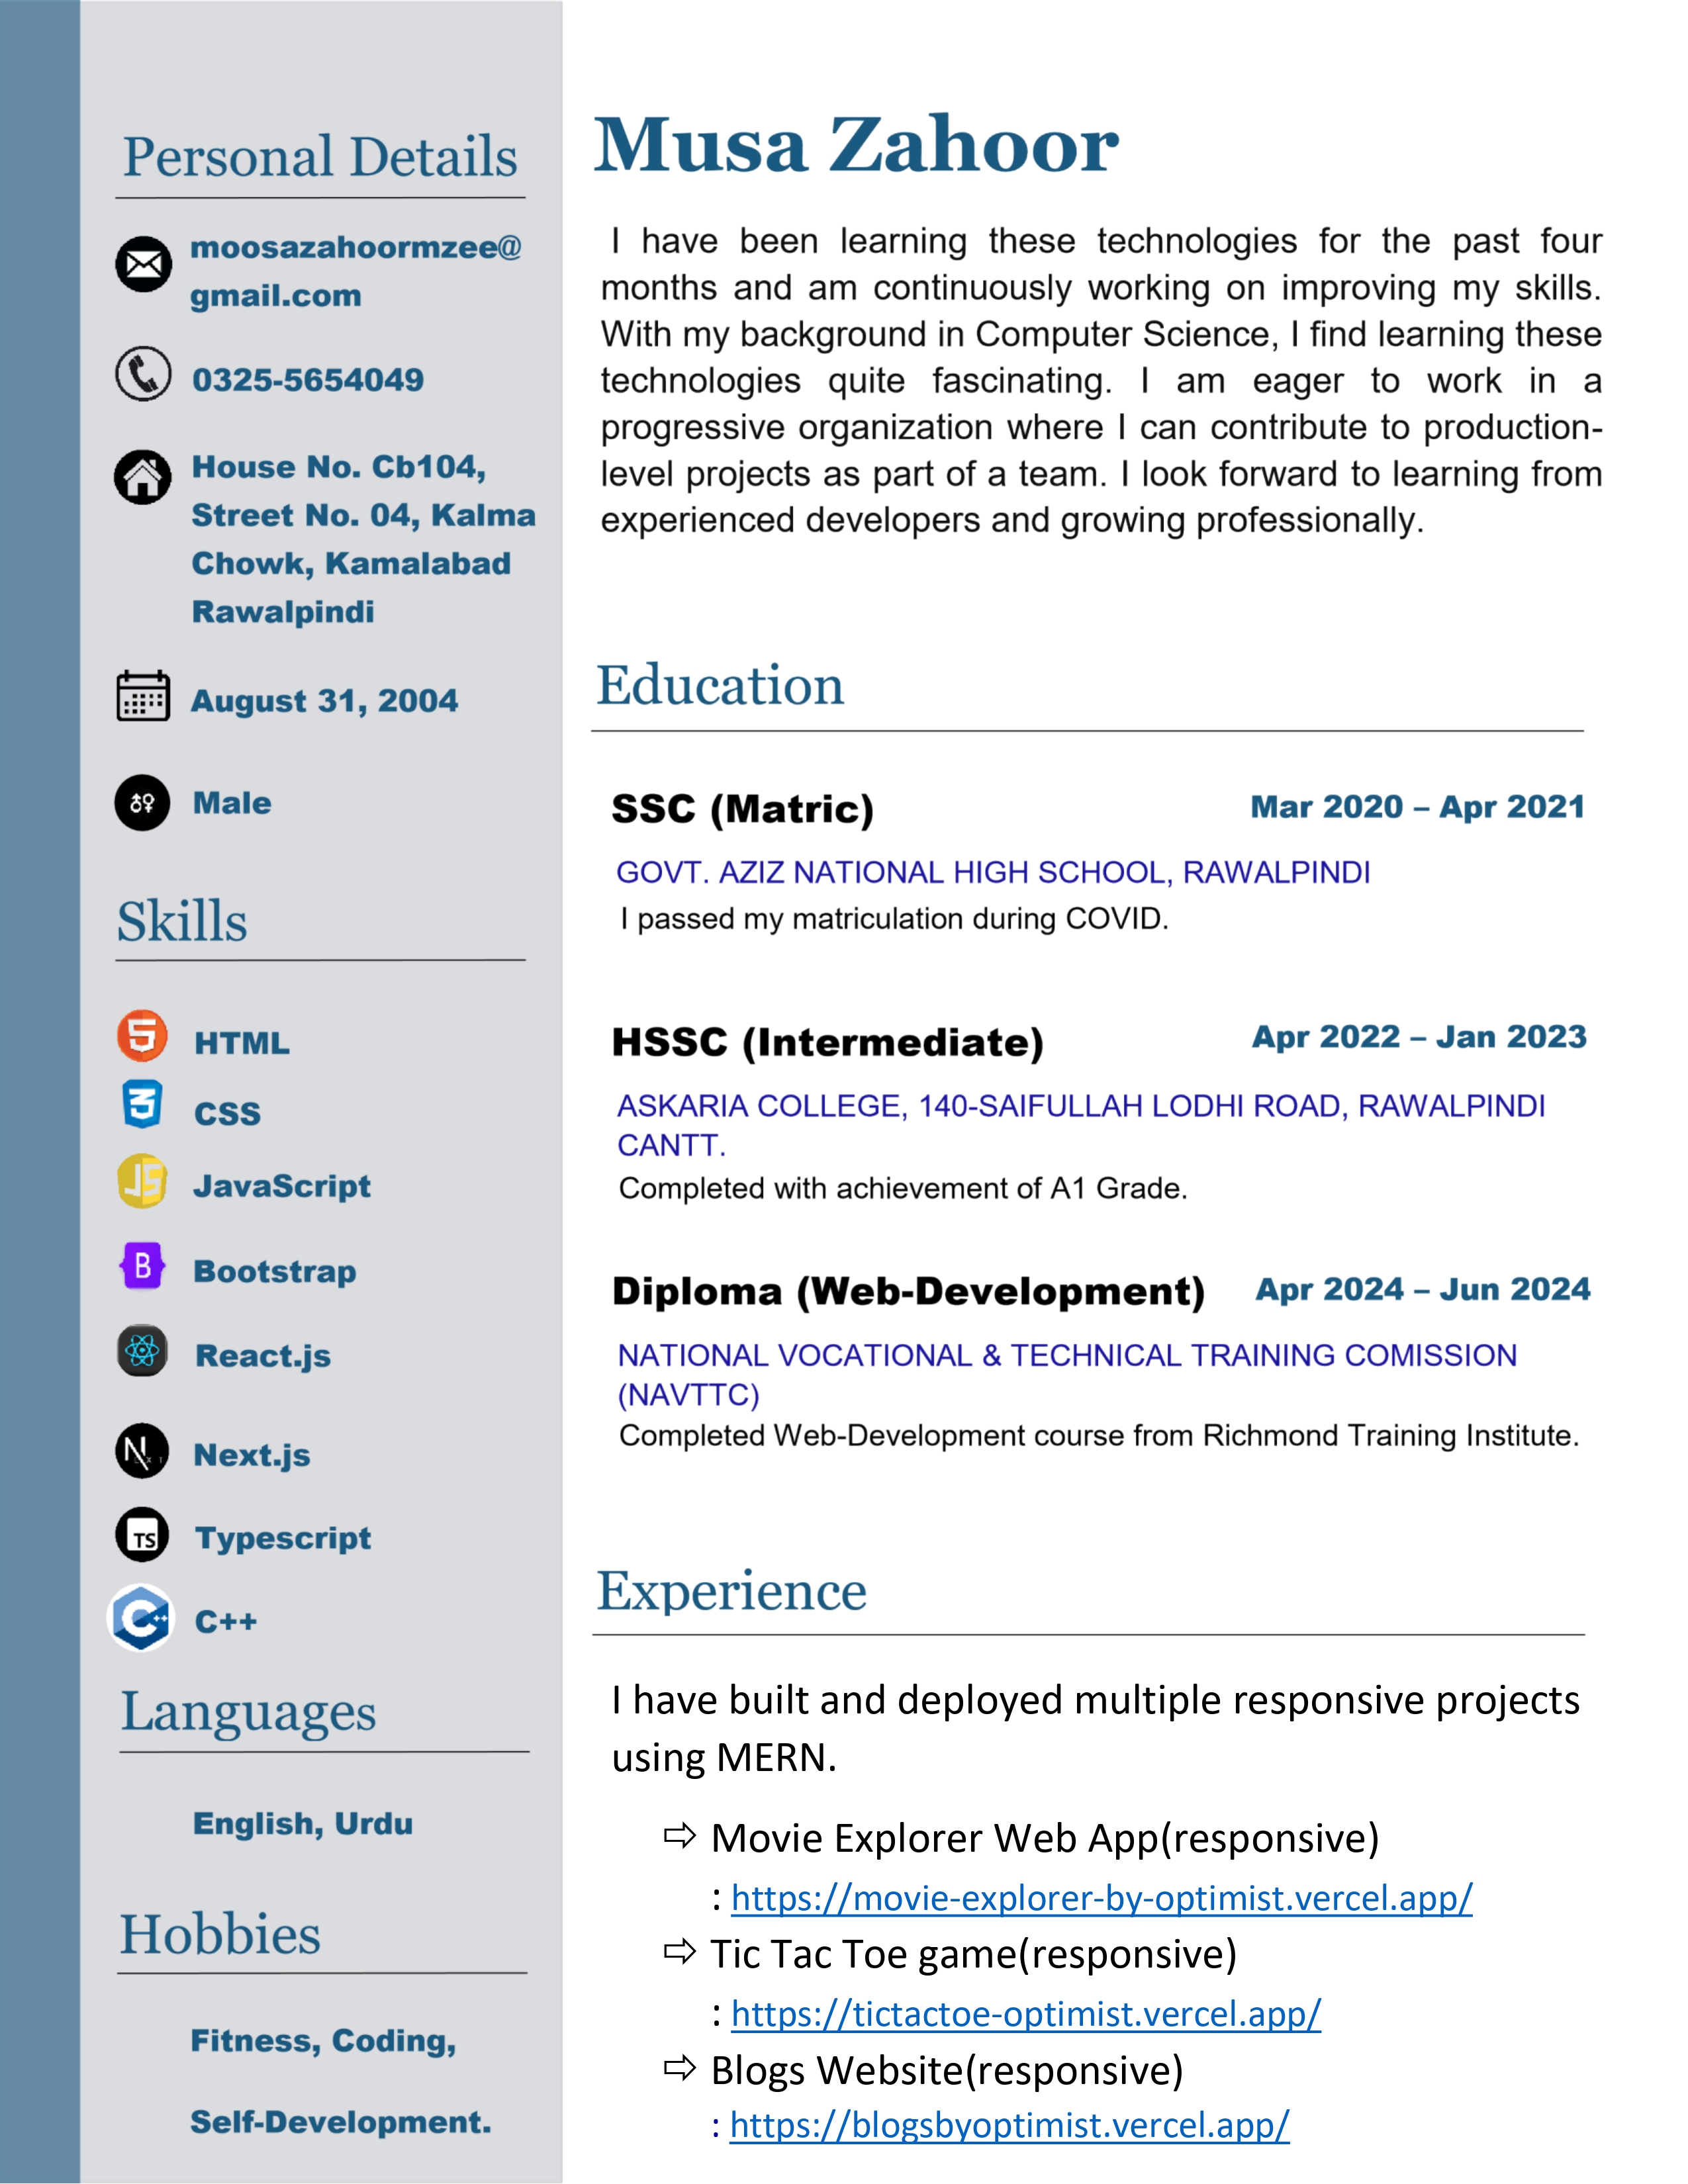 Personal Details
moosazahoormzee@
gmail.com
0325-5654049
House No. Cb104,
Street No. 04, Kalma
Chowk, Kamalabad
Rawalpindi
August 31, 2004
Male
Skills
HTML
CSS
JavaScript
Bootstrap
React.js
Next.js
Typescript
C++
Languages
English, Urdu
Hobbies
Fitness, Coding,
Self-Development.
Musa Zahoor
I have been learning these technologies for the past four
months and am continuously working on improving my skills.
With my background in Computer Science, I find learning these
technologies quite fascinating. I am eager to work in a
progressive organization where I can contribute to production-
level projects as part of a team. I look forward to learning from
experienced developers and growing professionally.
Education
SSC (Matric) Mar 2020 – Apr 2021
GOVT. AZIZ NATIONAL HIGH SCHOOL, RAWALPINDI
I passed my matriculation during COVID.
HSSC (Intermediate) Apr 2022 – Jan 2023
ASKARIA COLLEGE, 140-SAIFULLAH LODHI ROAD, RAWALPINDI
CANTT.
Completed with achievement of A1 Grade.
Diploma (Web-Development) Apr 2024 – Jun 2024
NATIONAL VOCATIONAL & TECHNICAL TRAINING COMISSION
(NAVTTC)
Completed Web-Development course from Richmond Training Institute.
Experience
I have built and deployed multiple responsive projects
using MERN.
⇨ Movie Explorer Web App(responsive)
: https://movie-explorer-by-optimist.vercel.app/
⇨ Tic Tac Toe game(responsive)
: https://tictactoe-optimist.vercel.app/
⇨ Blogs Website(responsive)
: https://blogsbyoptimist.vercel.app/